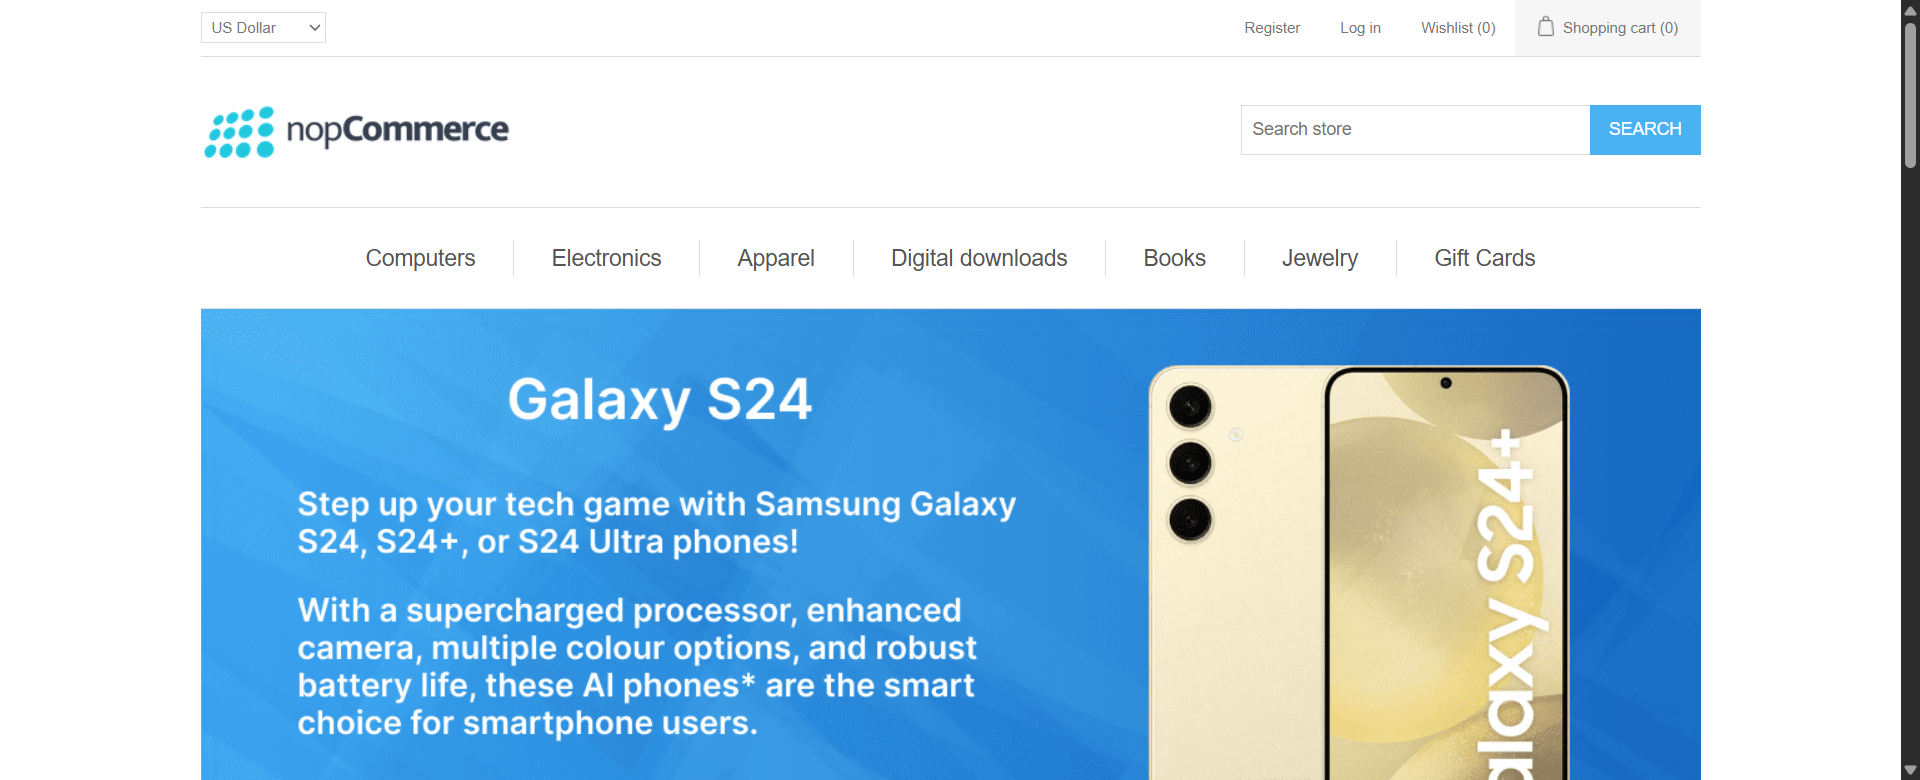 US Dollar
Register
Log in
Wishlist (0)
Shopping cart (0)
nopCommerce
Search store
SEARCH
Computers
Electronics
Apparel
Digital downloads
Books
Jewelry
Gift Cards
Galaxy S24
Step up your tech game with Samsung Galaxy
S24, S24+, or S24 Ultra phones!
With a supercharged processor, enhanced
camera, multiple colour options, and robust
battery life, these AI phones* are the smart
choice for smartphone users.
alaxy S24+